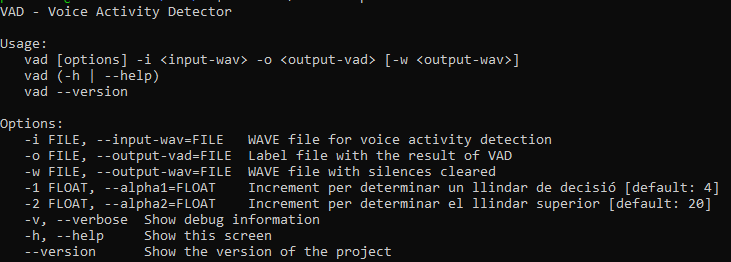 VAD - Voice Activity Detector
Usage:
vad [options] -i <input-wav> -o <output-vad> [-w <output-wav>]
vad (-h | --help)
vad --version
Options:
-i FILE, --input-wav=FILE WAVE file for voice activity detection
-o FILE, --output-vad=FILE Label file with the result of VAD
-w FILE, --output-wav=FILE WAVE file with silences cleared
-1 FLOAT, --alpha1=FLOAT Increment per determinar un llindar de decisió [default: 4]
-2 FLOAT, --alpha2=FLOAT Increment per determinar el llindar superior [default: 20]
-v, --verbose Show debug information
-h, --help Show this screen
--version Show the version of the project